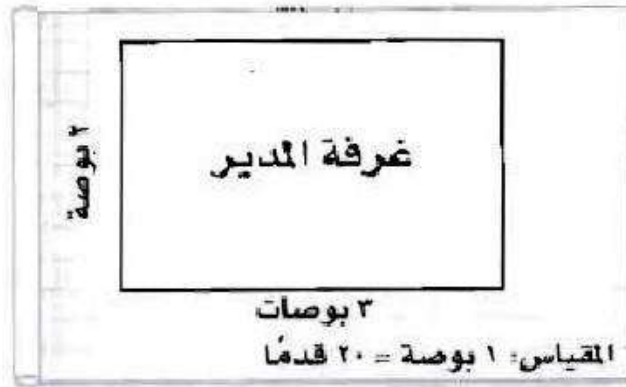 غرفة المدير
٢ بوصة
٣ بوصات
المقياس: ١ بوصة = ٢٠ قدمًا